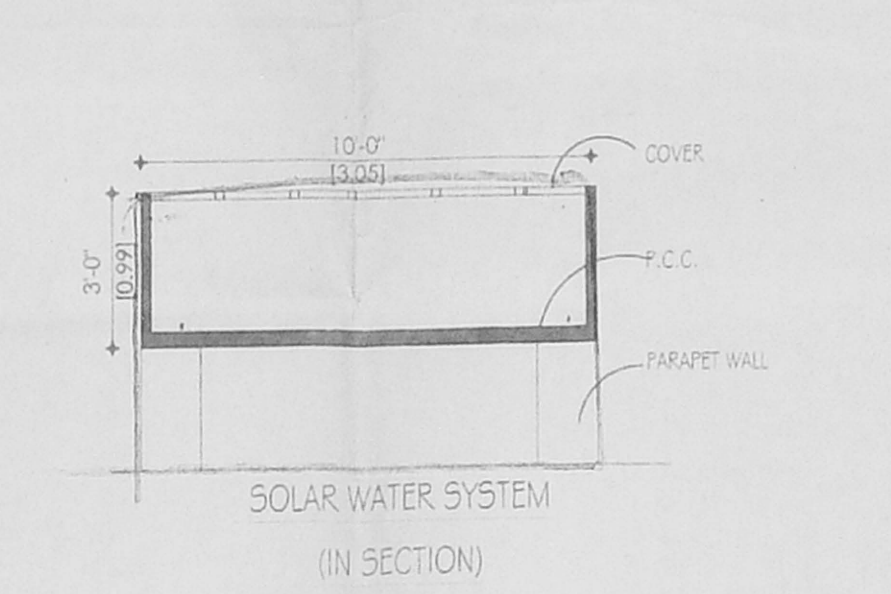 10'-0"
[3.05]
COVER
3'-0"
[0.99]
P.C.C.
PARAPET WALL
SOLAR WATER SYSTEM
(IN SECTION)